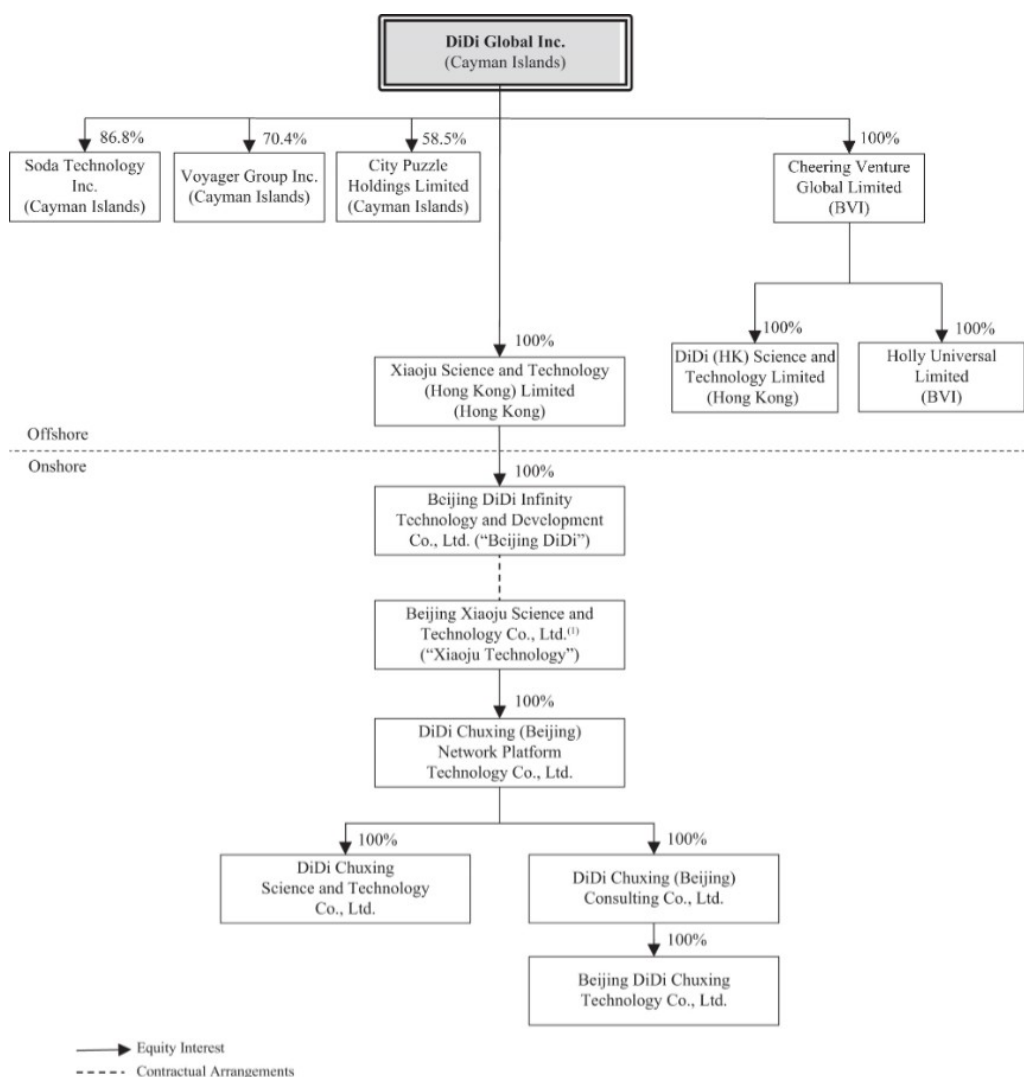 DiDi Global Inc.
(Cayman Islands)
86.8%
70.4%
58.5%
100%
Soda Technology
Inc.
(Cayman Islands)
Voyager Group Inc.
(Cayman Islands)
City Puzzle
Holdings Limited
(Cayman Islands)
Cheering Venture
Global Limited
(BVI)
100%
100%
100%
Xiaoju Science and Technology
(Hong Kong) Limited
(Hong Kong)
DiDi (HK) Science and
Technology Limited
(Hong Kong)
Holly Universal
Limited
(BVI)
Offshore
Onshore
100%
Beijing DiDi Infinity
Technology and Development
Co., Ltd. (“Beijing DiDi”)
Beijing Xiaoju Science and
Technology Co., Ltd.(1)
(“Xiaoju Technology”)
100%
DiDi Chuxing (Beijing)
Network Platform
Technology Co., Ltd.
100%
100%
DiDi Chuxing
Science and Technology
Co., Ltd.
DiDi Chuxing (Beijing)
Consulting Co., Ltd.
100%
Beijing DiDi Chuxing
Technology Co., Ltd.
Equity Interest
Contractual Arrangements